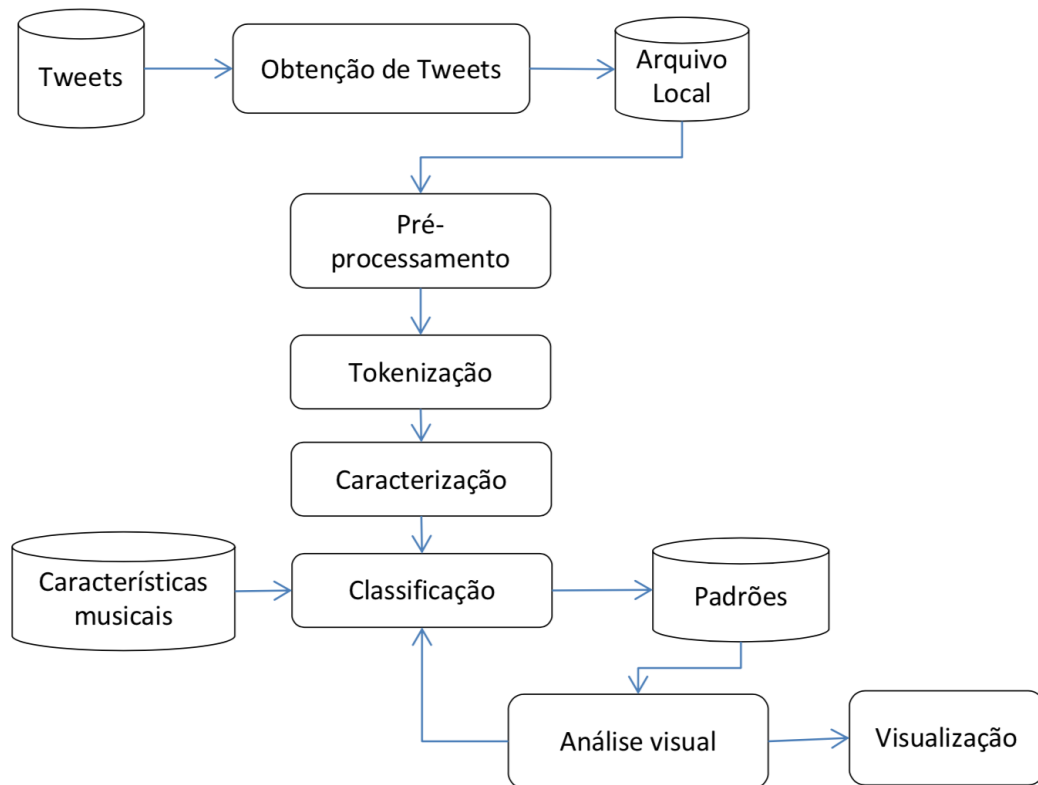 Tweets
Obtenção de Tweets
Arquivo
Local
Pré-
processamento
Tokenização
Caracterização
Características
musicais
Classificação
Padrões
Análise visual
Visualização